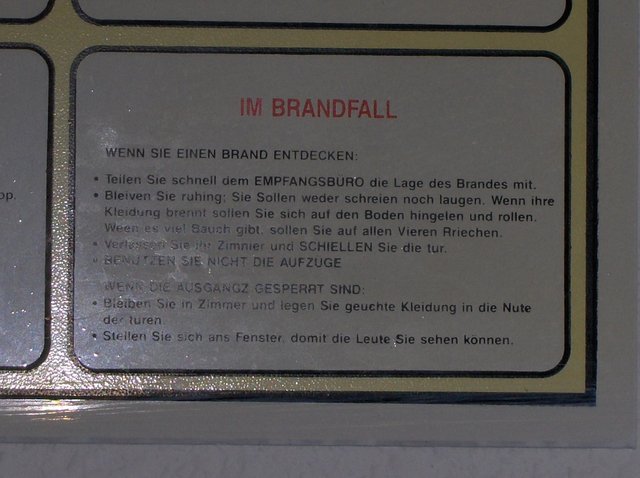 IM BRANDFALL
WENN SIE EINEN BRAND ENTDECKEN:
• Teilen Sie schnell dem EMPFANGSBÜRO die Lage des Brandes mit.
• Bleiven Sie ruhing; Sie Sollen weder schreien noch laugen. Wenn ihre
Kleidung brennt sollen Sie sich auf den Boden hingelen und rollen.
Ween es viel Bauch gibt, sollen Sie auf allen Vieren Rriechen.
• Verlassen Sie ihr Zimnier und SCHIELLEN Sie die tur.
• BENUTZEN SIE NICHT DIE AUFZUGE
WENN DIE AUSGANGZ GESPERRT SIND:
• Bleiben Sie in Zimmer und legen Sie geuchte Kleidung in die Nute
der turen.
• Stellen Sie sich ans Fenster, domit die Leute Sie sehen können.
op.